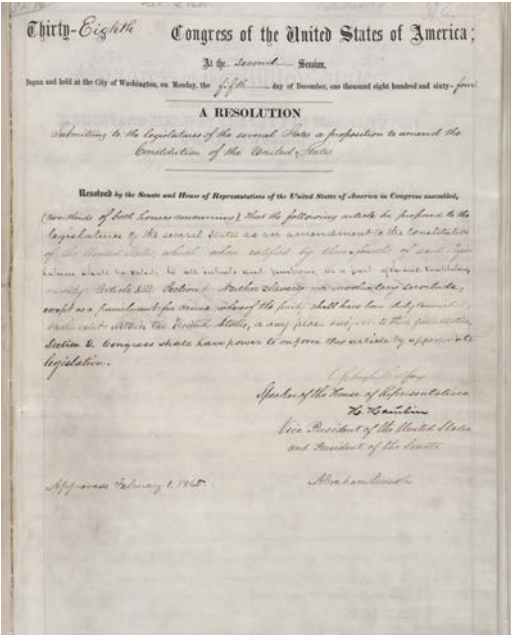 Thirty-Eighth Congress of the United States of America;
At the second Session,
Begun and held at the City of Washington, on Monday, the fifth day of December, one thousand eight hundred and sixty-four
A RESOLUTION
Submitting to the legislatures of the several States a proposition to amend the
Constitution of the United States
Resolved by the Senate and House of Representatives of the United States of America in Congress assembled,
(two thirds of both houses concurring), that the following article be proposed to the
legislatures of the several States as an amendment to the Constitution
of the United States, which, when ratified by three-fourths of said
shall be valid, to all intents and purposes, as a part of the said Constitution
Article XIII. Section 1. Neither slavery nor involuntary servitude,
except as a punishment for crime whereof the party shall have been duly
shall exist within the United States, or any place subject to their jurisdiction
Section 2. Congress shall have power to enforce this article by appropriate
legislation.
Speaker of the House of Representatives
H. Hamlin
Vice President of the United States
and President of the Senate
Approved February 1, 1865.
Abraham Lincoln